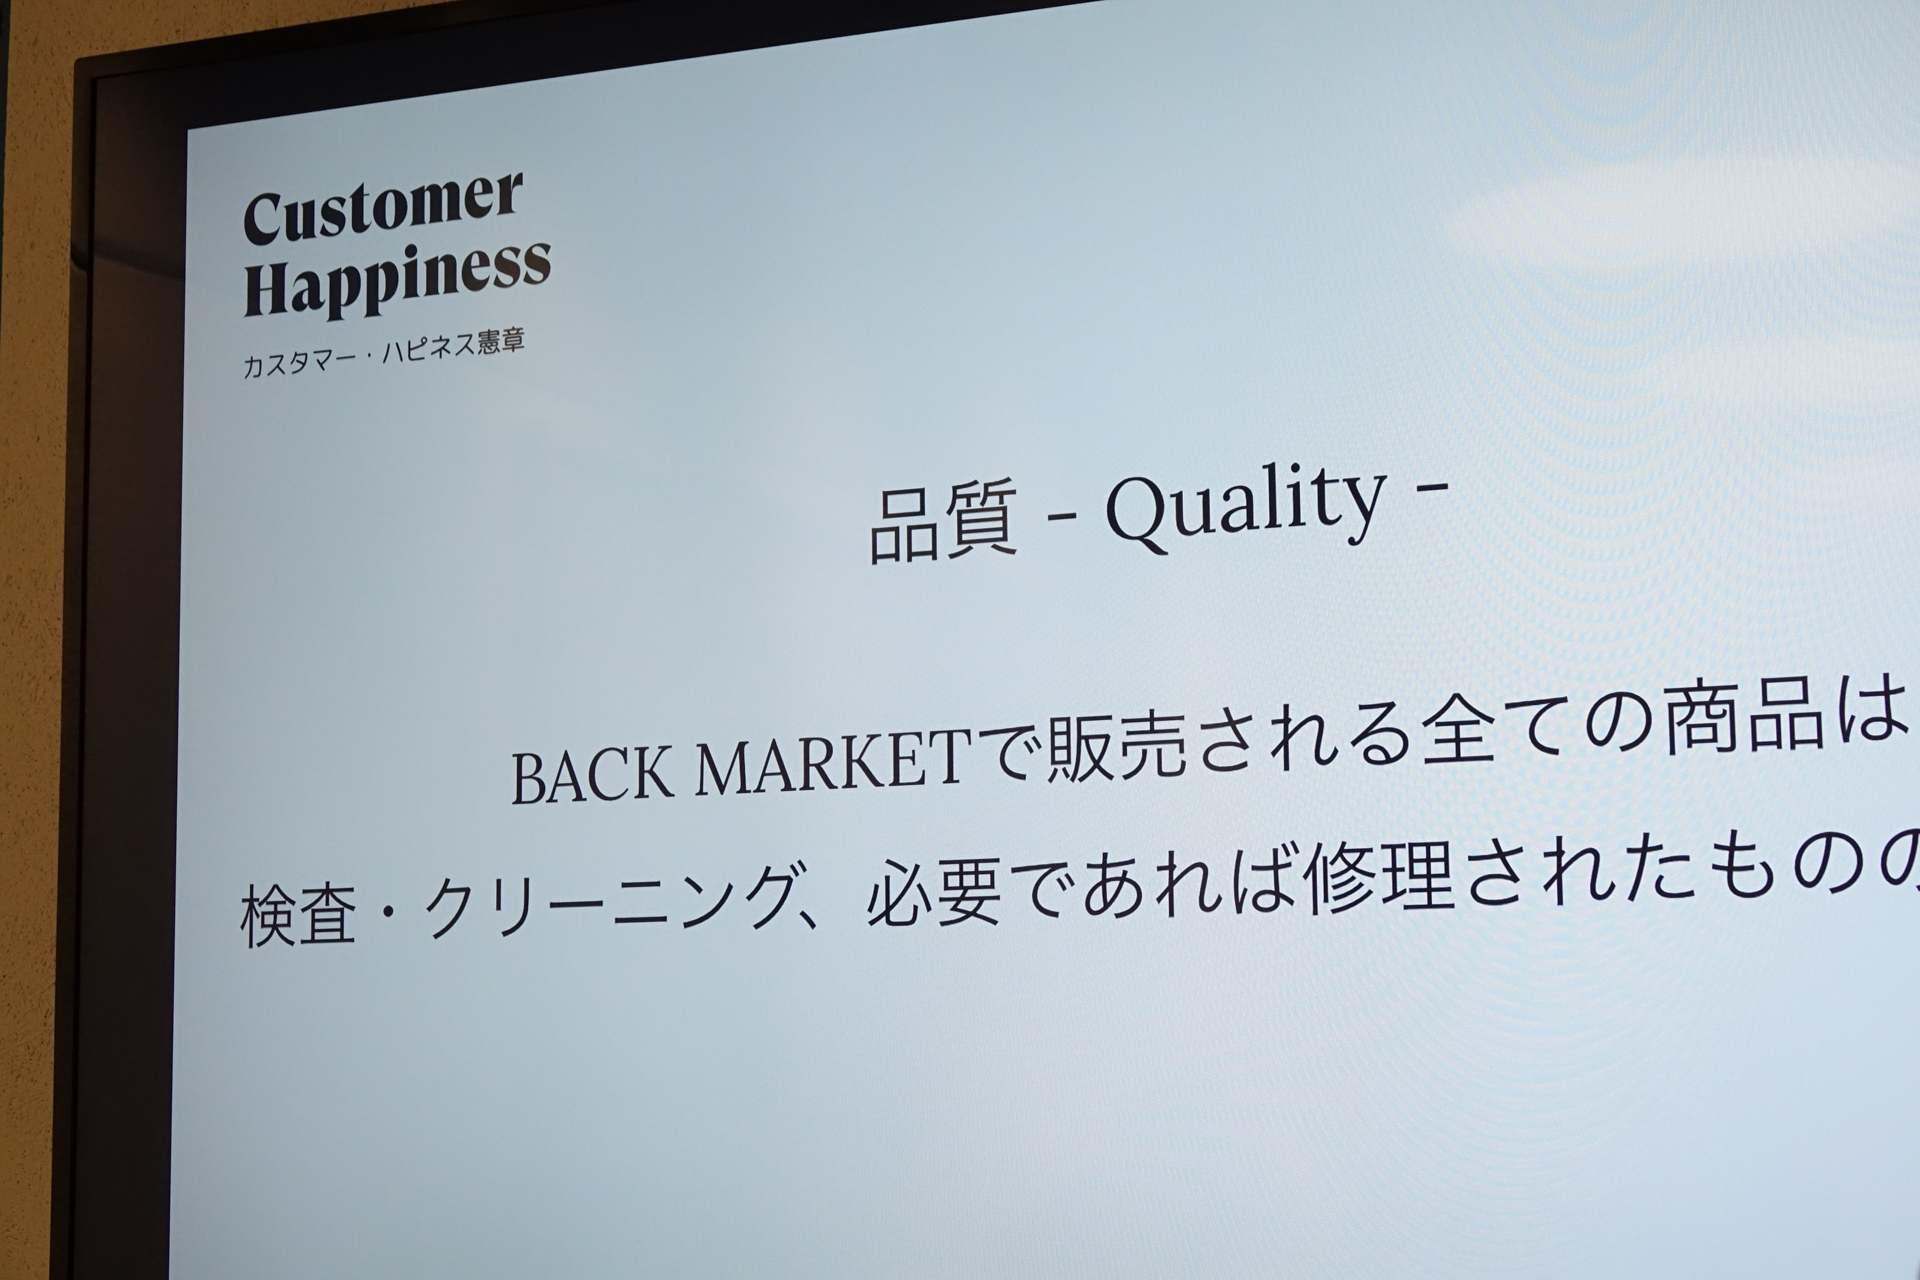 Customer
Happiness
カスタマー・ハピネス憲章
品質 - Quality -
BACK MARKETで販売される全ての商品は
検査・クリーニング、必要であれば修理されたものの